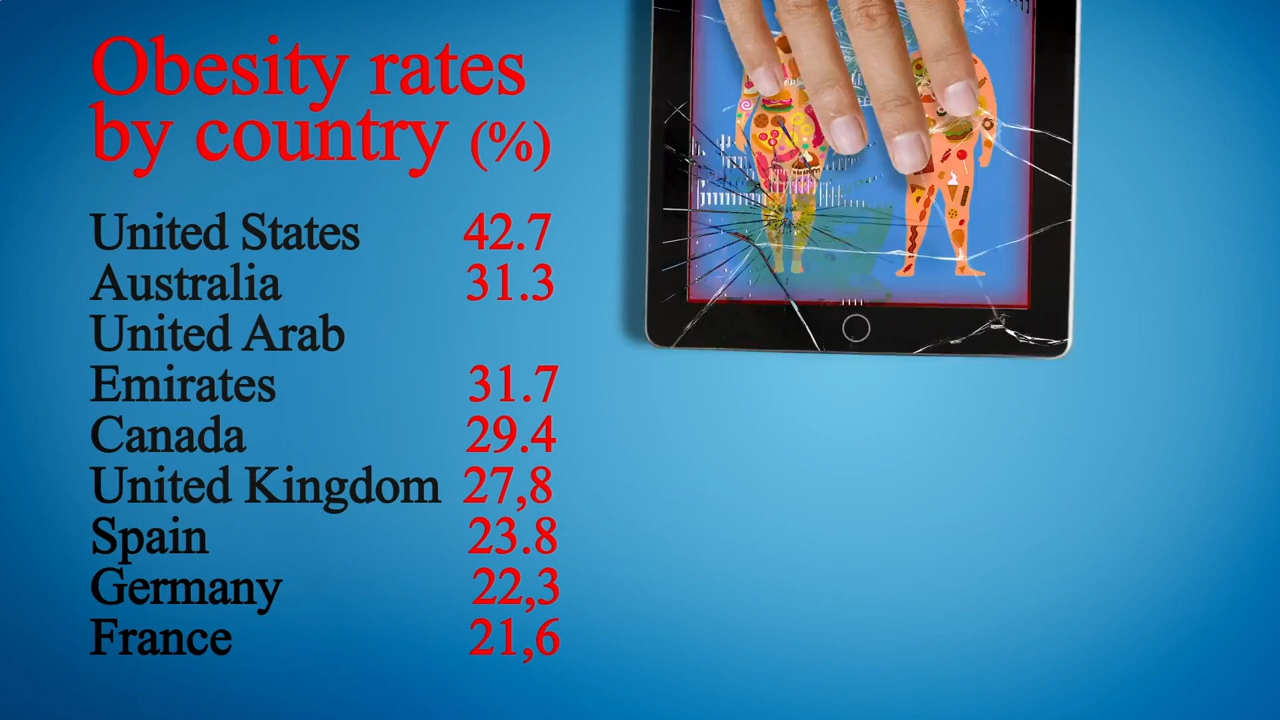 Obesity rates
by country (%)
United States 42.7
Australia 31.3
United Arab
Emirates 31.7
Canada 29.4
United Kingdom 27,8
Spain 23.8
Germany 22,3
France 21,6